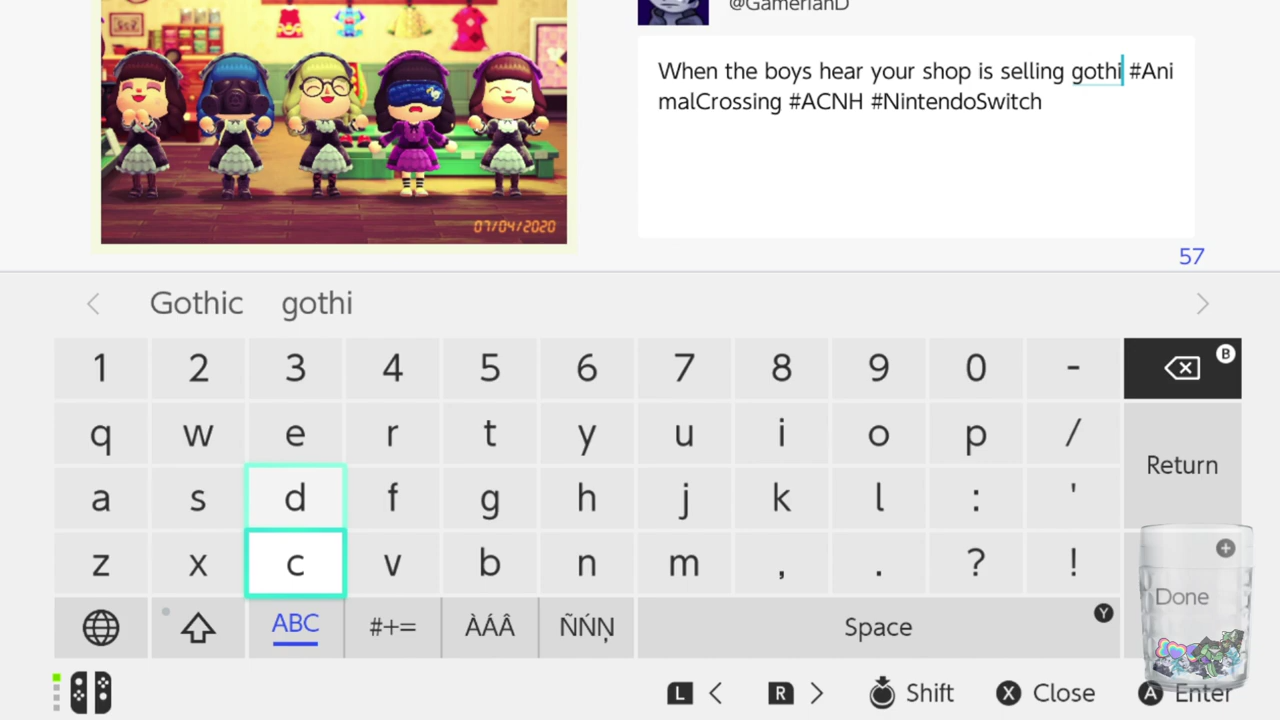 @GamerIanD
When the boys hear your shop is selling gothi #Ani
malCrossing #ACNH #NintendoSwitch
07/04/2020
57
Gothic gothi
1 2 3 4 5 6 7 8 9 0 -
B
q w e r t y u i o p /
Return
a s d f g h j k l : '
z x c v b n m , . ? !
+
Done
ABC #+= ÀÁÂ ÑŃŅ Space Y
L R Shift X Close A Enter